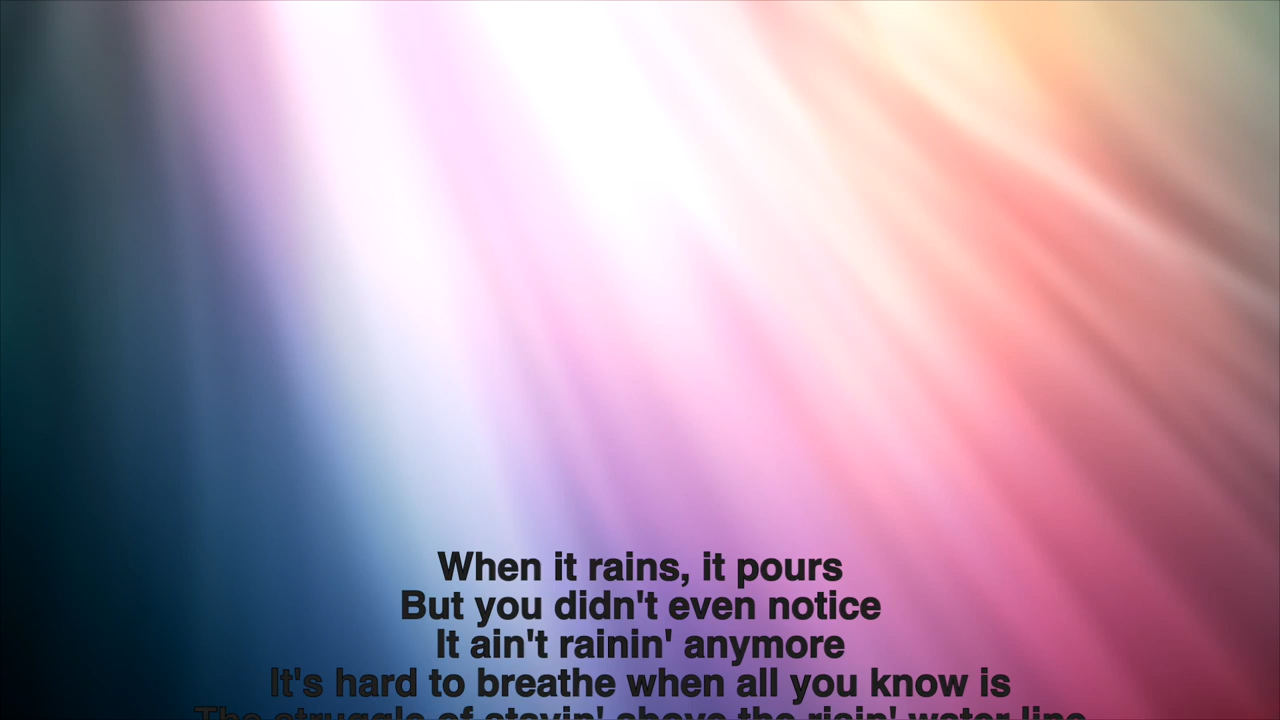 When it rains, it pours
But you didn't even notice
It ain't rainin' anymore
It's hard to breathe when all you know is
The struggle of stayin' above the risin' water line